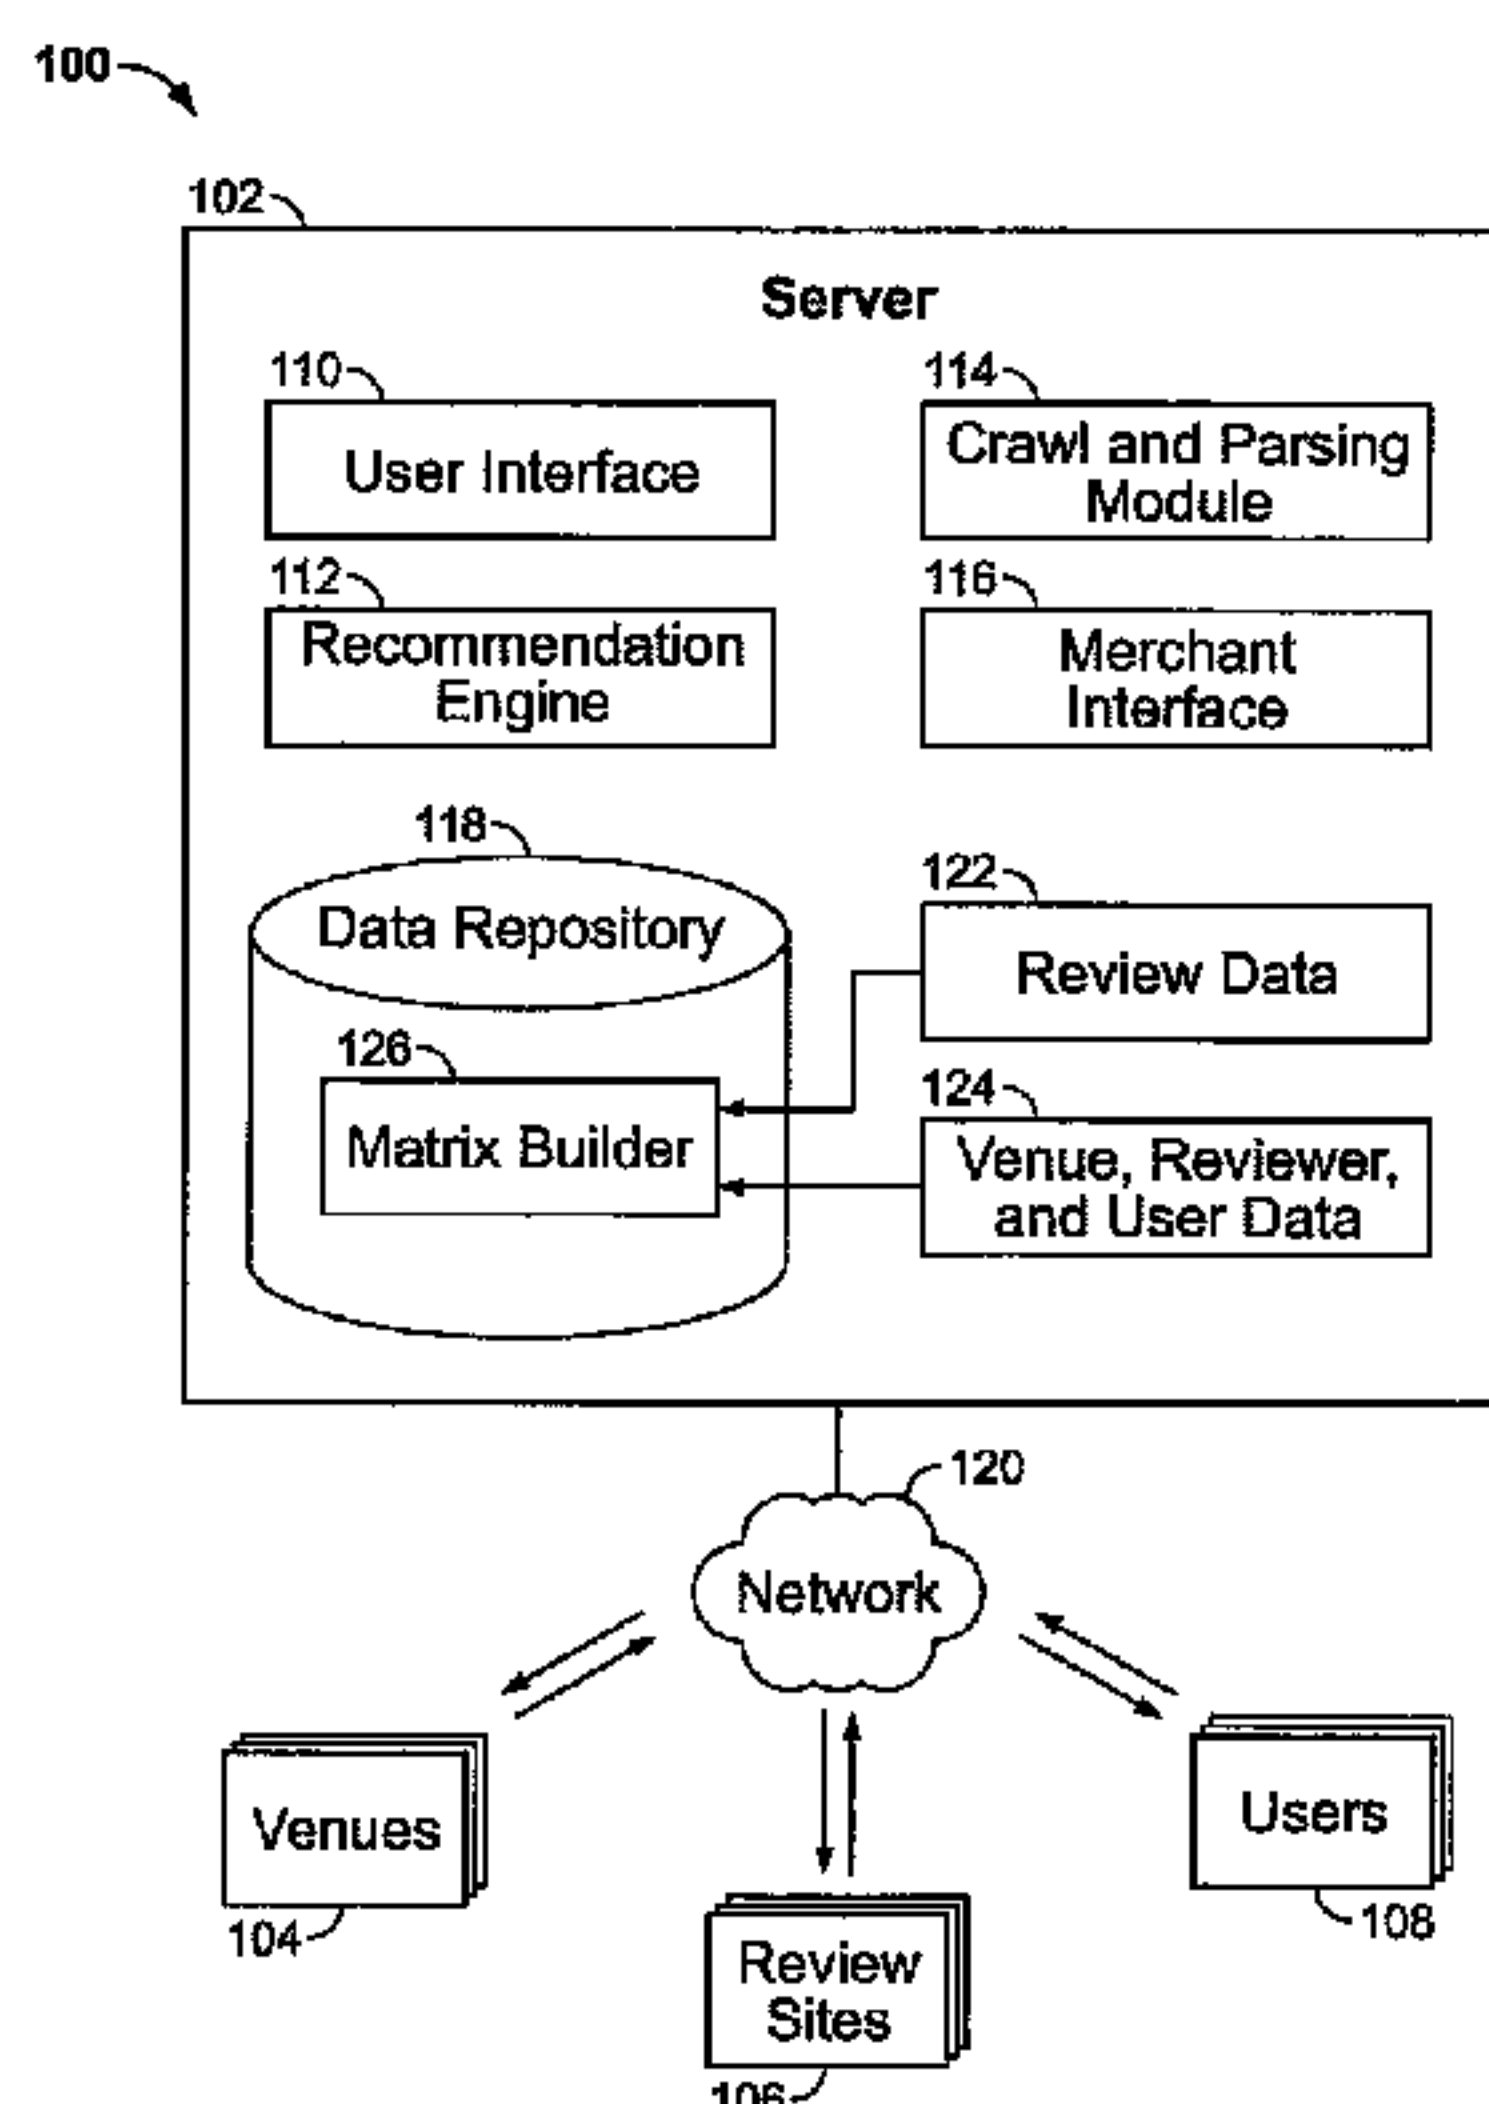 100
102
Server
110
114
User Interface
Crawl and Parsing
Module
112
116
Recommendation
Engine
Merchant
Interface
118
122
Data Repository
Review Data
126
124
Matrix Builder
Venue, Reviewer,
and User Data
120
Network
Venues
Users
104
108
Review
Sites
106